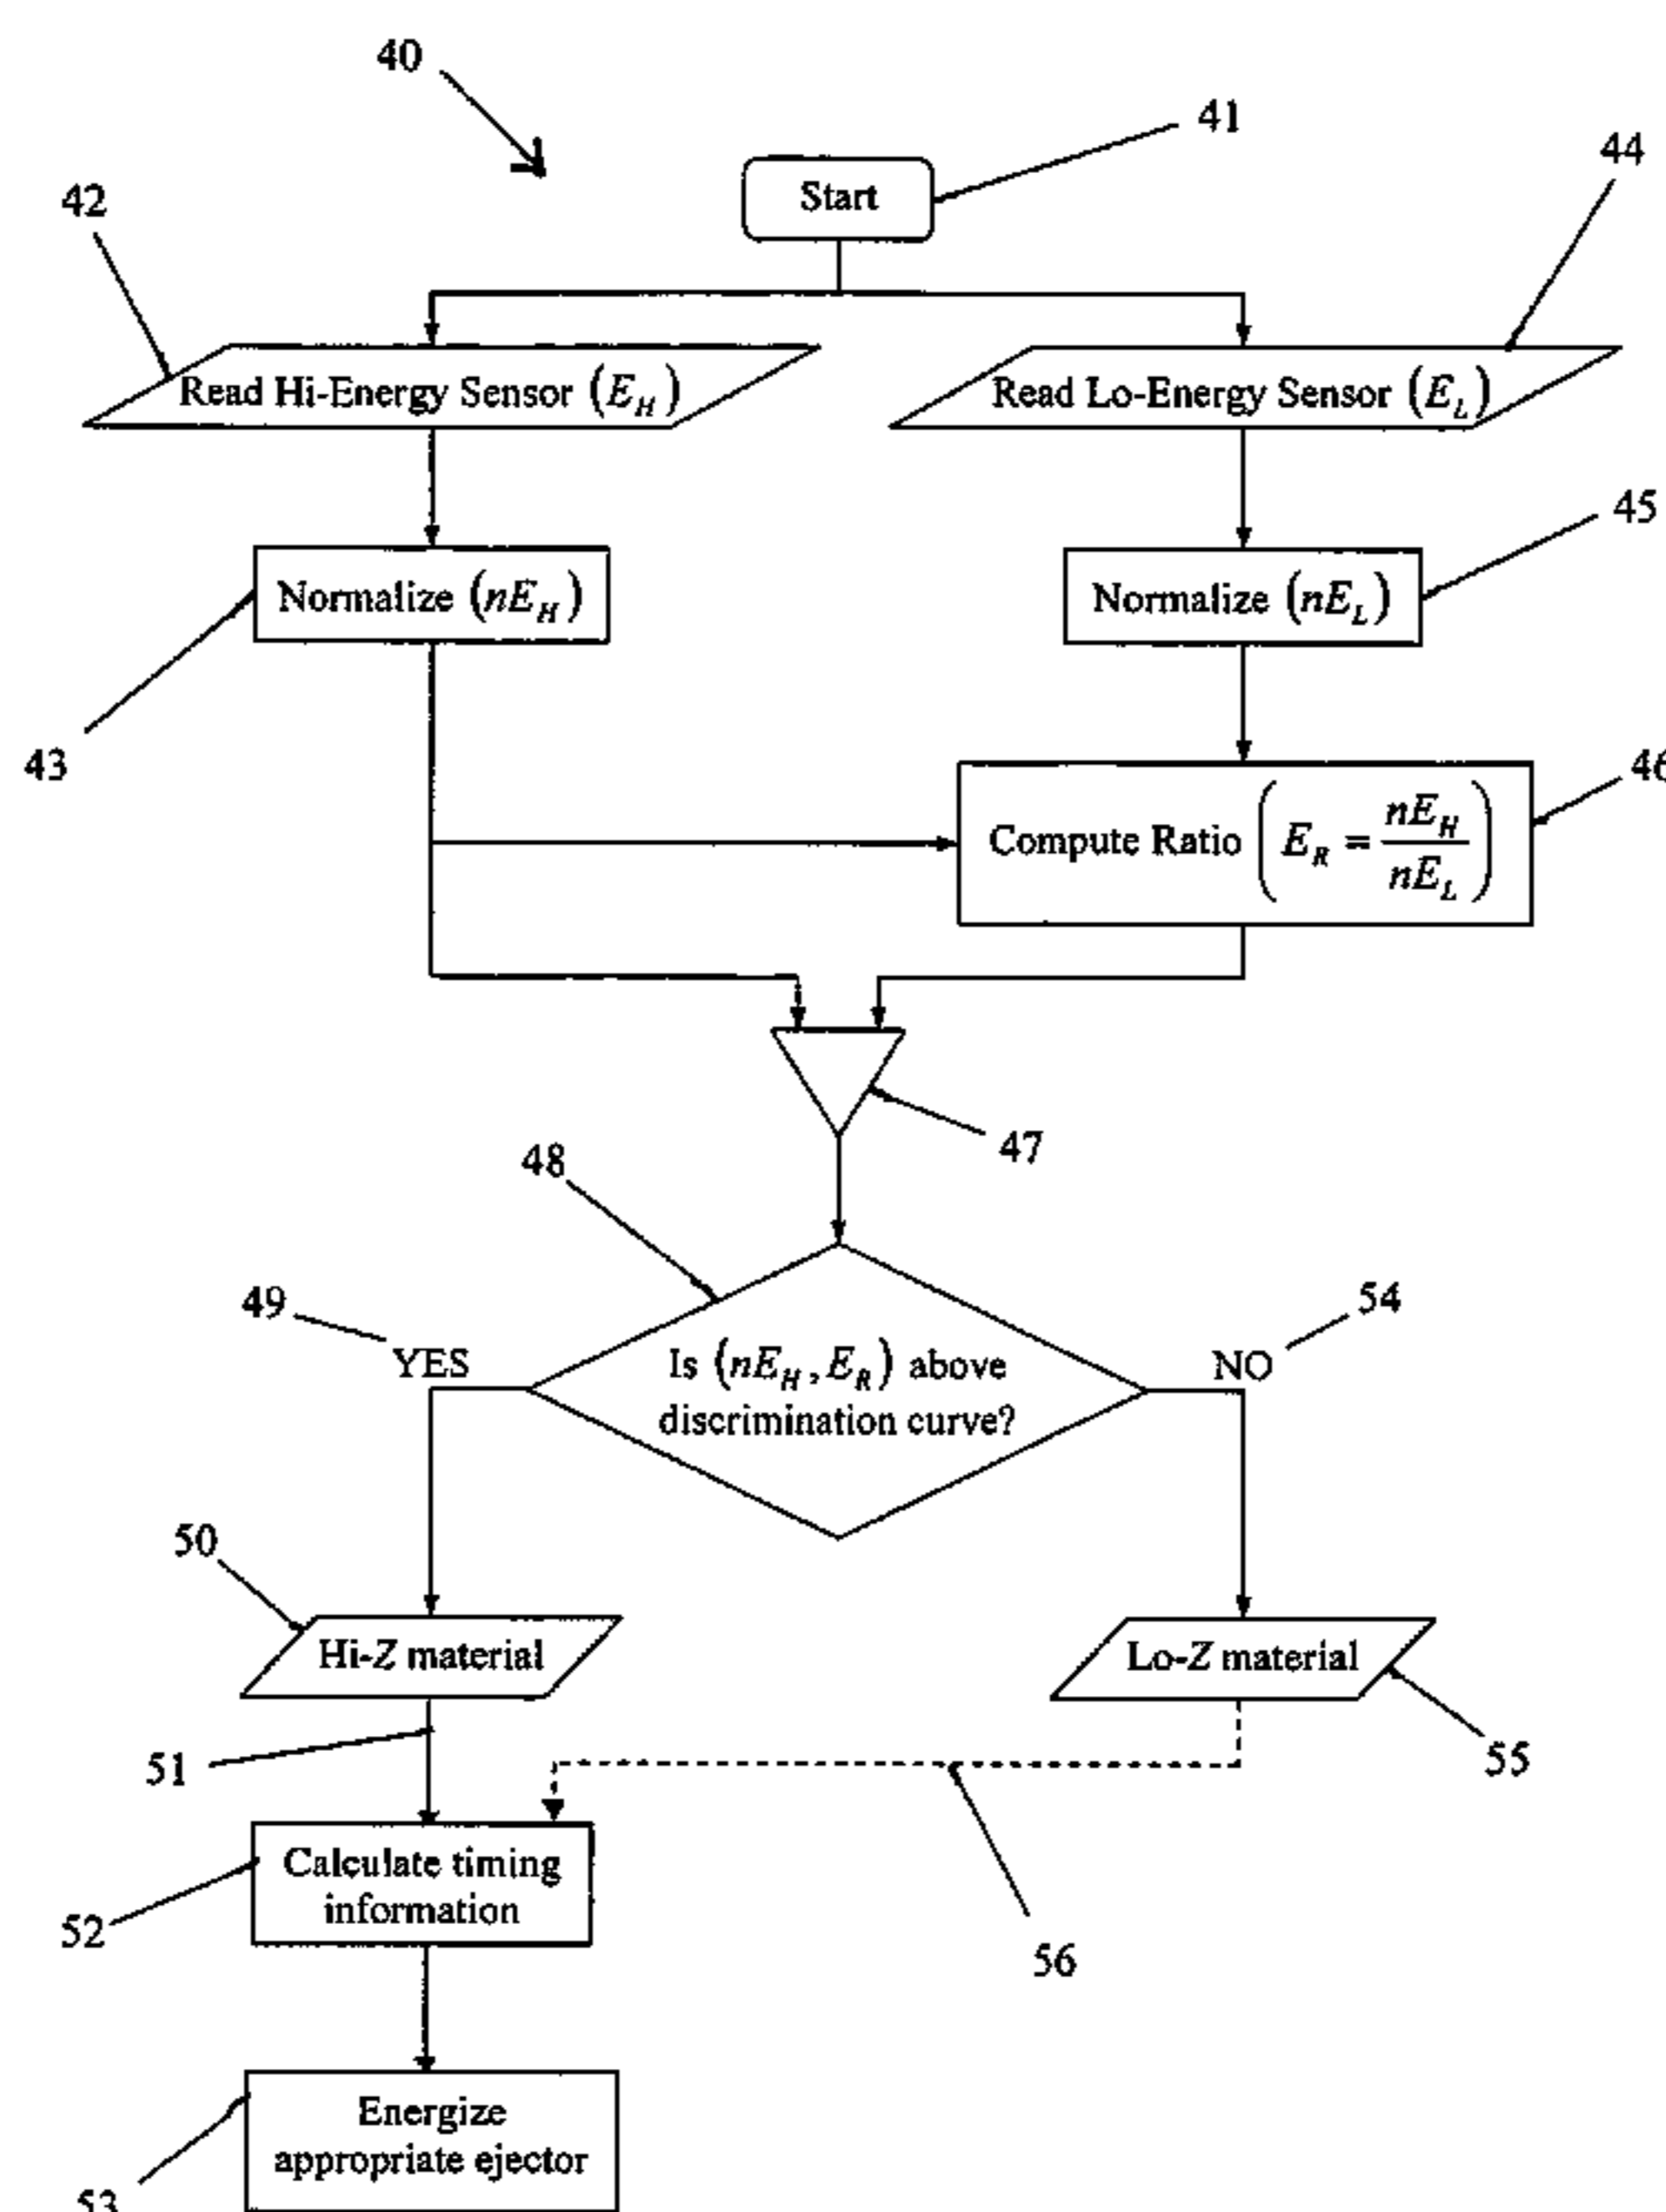 40
41
Start
44
42
Read Hi-Energy Sensor (E_H)
Read Lo-Energy Sensor (E_L)
45
Normalize (nE_H)
Normalize (nE_L)
43
46
Compute Ratio (E_R = nE_H / nE_L)
47
48
49
54
YES
NO
Is (nE_H, E_R) above
discrimination curve?
50
Hi-Z material
Lo-Z material
51
55
Calculate timing
information
52
56
Energize
appropriate ejector
53